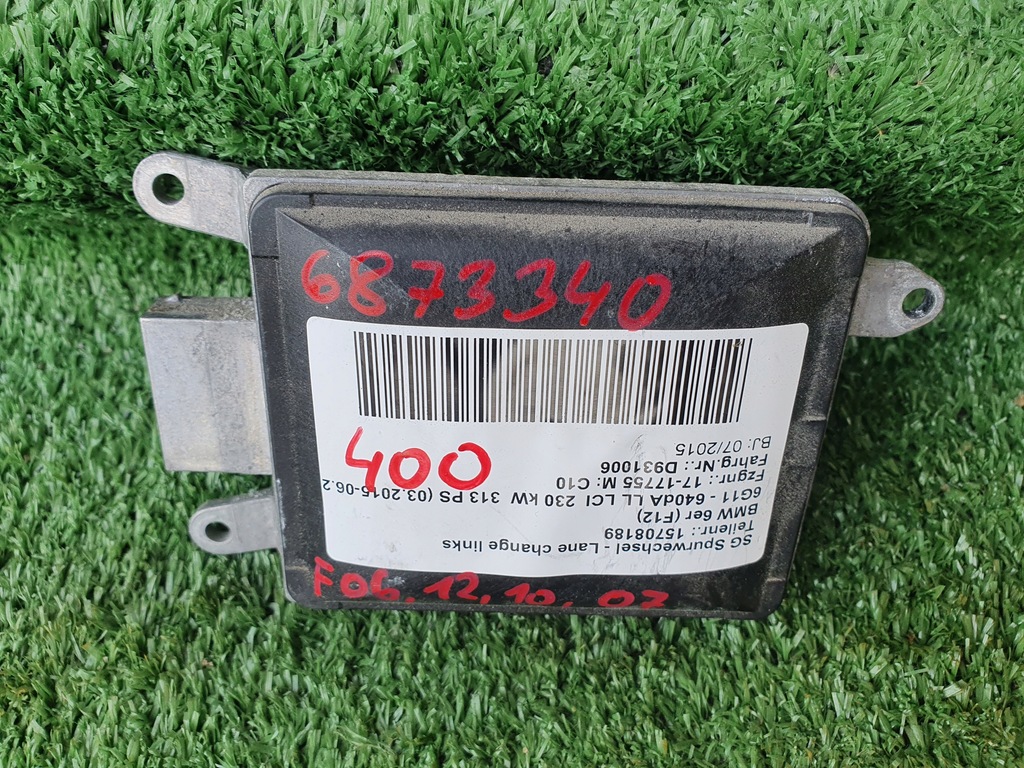 6873340
400
SG Spurwechsel - Lane change links
Teilenr.: 15708189
BMW 6er (F12)
6G11 - 640dA LL LCI 230 kW 313 PS (03.2015-06.2
Fzgnr.: 17-17755 M: C10
Fahrg.Nr.: D931006
BJ: 07/2015
F06, 12, 10, 07